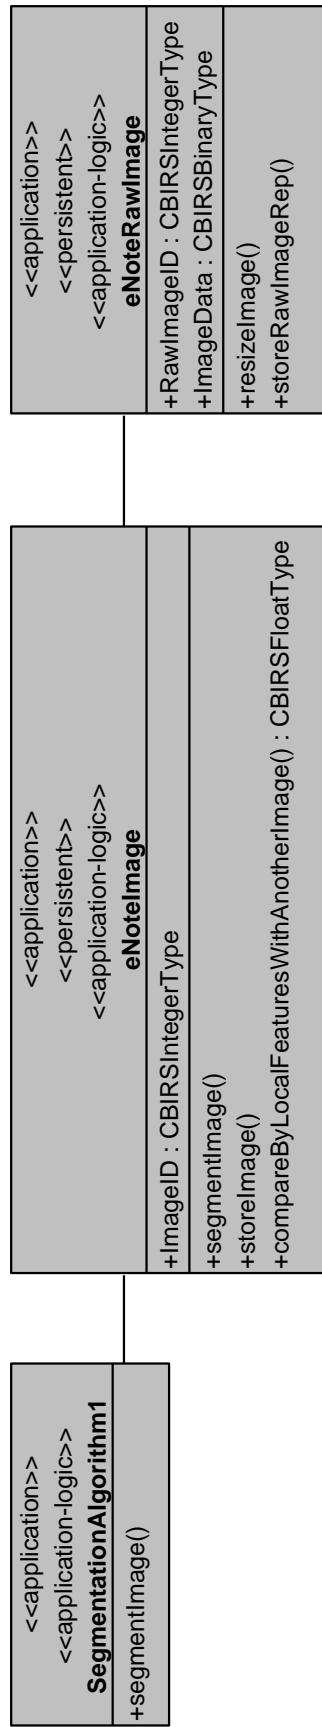 <<application>>
<<application-logic>>
SegmentationAlgorithm1
+segmentImage()
<<application>>
<<persistent>>
<<application-logic>>
eNoteImage
+ImageID : CBIRSIntegerType
+segmentImage()
+storeImage()
+compareByLocalFeaturesWithAnotherImage() : CBIRSFloatType
<<application>>
<<persistent>>
<<application-logic>>
eNoteRawImage
+RawImageID : CBIRSIntegerType
+ImageData : CBIRSBinaryType
+resizeImage()
+storeRawImageRep()